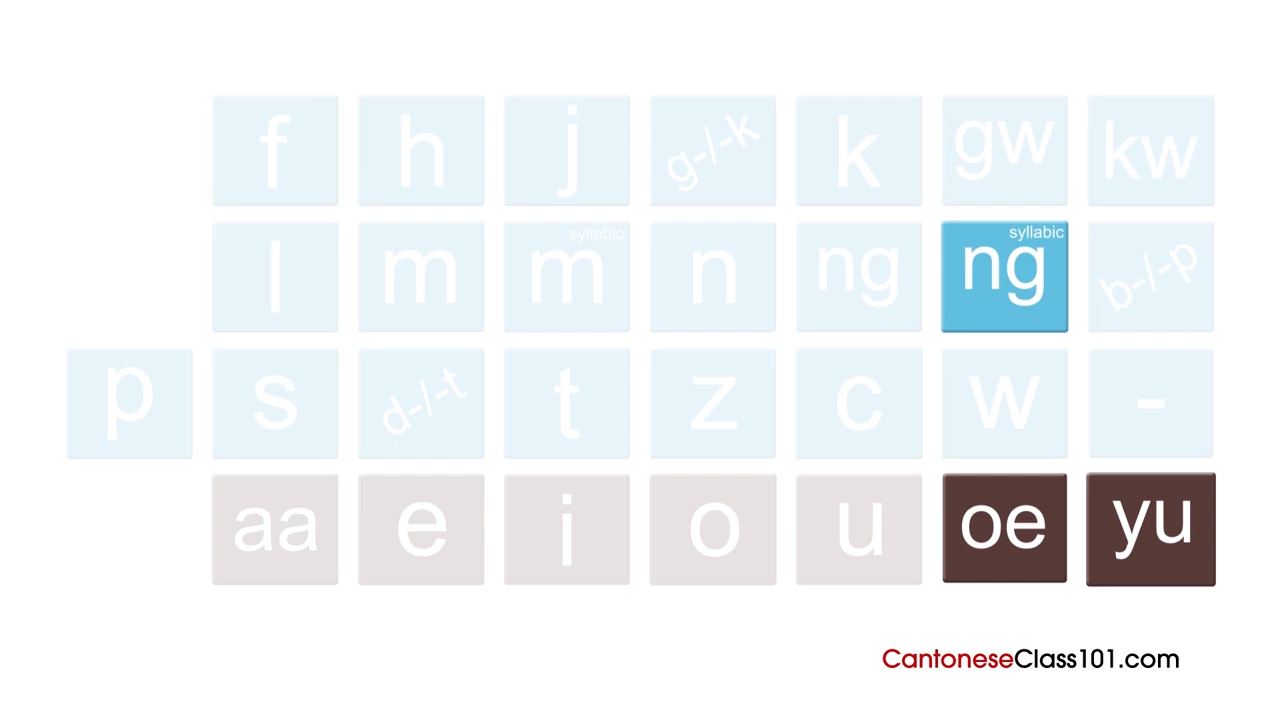 f h j g-/-k k gw kw
l m syllabic m n ng syllabic ng b-/-p
p s d-/-t t z c w -
aa e i o u oe yu
CantoneseClass101.com